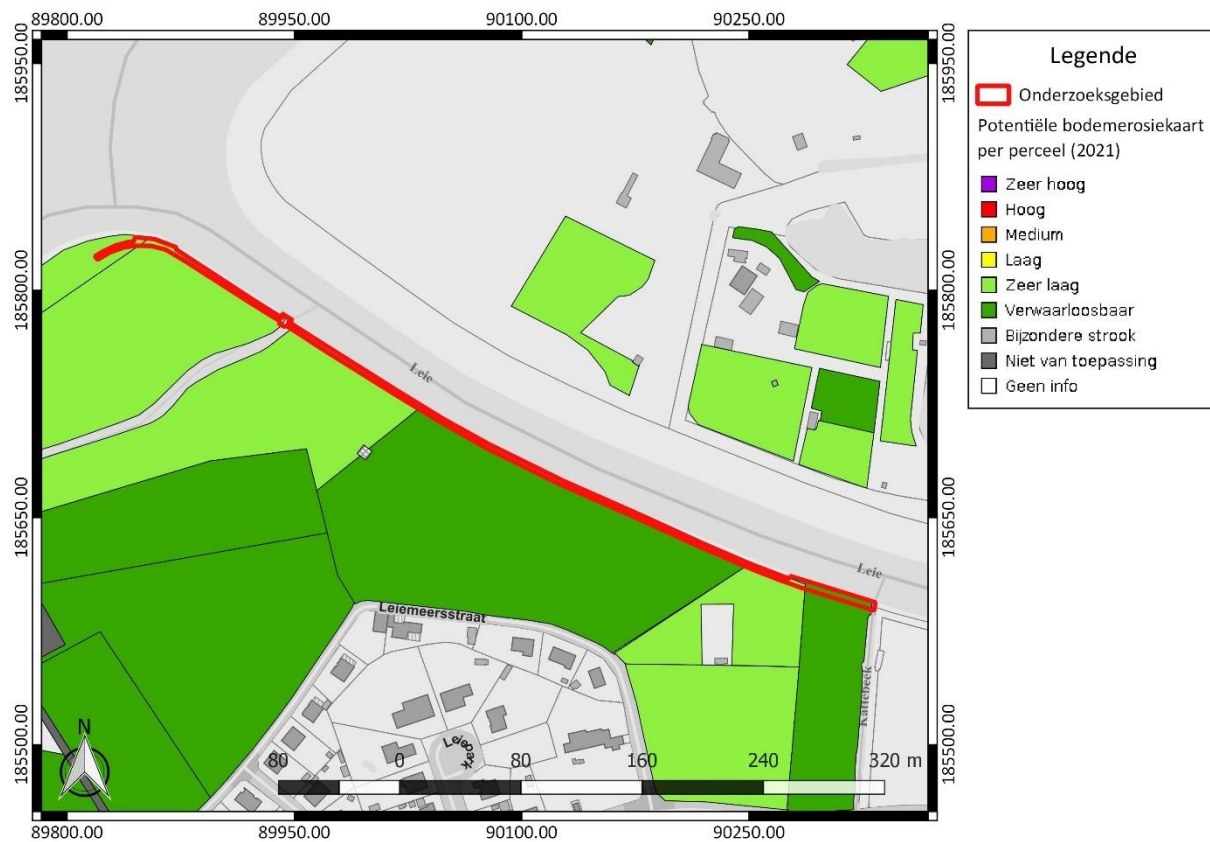 89800.00 89950.00 90100.00 90250.00
185950.00
185800.00
185650.00
185500.00
185950.00
185800.00
185650.00
185500.00
Leie
Leie
Leiemeersstraat
Kattebeek
Leiepark
N
80 0 80 160 240 320 m
89800.00 89950.00 90100.00 90250.00
Legende
Onderzoeksgebied
Potentiële bodemerosiekaart
per perceel (2021)
Zeer hoog
Hoog
Medium
Laag
Zeer laag
Verwaarloosbaar
Bijzondere strook
Niet van toepassing
Geen info